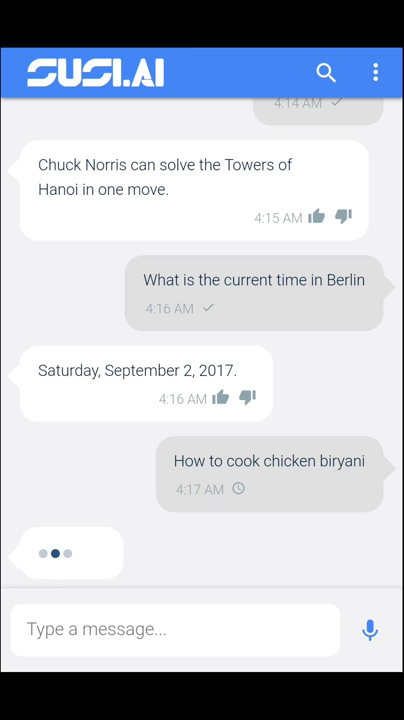 SUSI.AI
4:14 AM
Chuck Norris can solve the Towers of
Hanoi in one move.
4:15 AM
What is the current time in Berlin
4:16 AM
Saturday, September 2, 2017.
4:16 AM
How to cook chicken biryani
4:17 AM
Type a message...